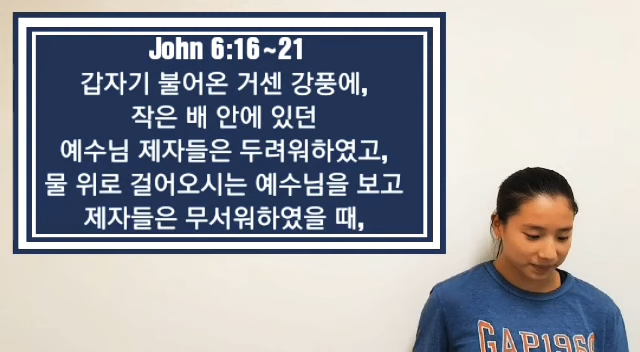 John 6:16~21
갑자기 불어온 거센 강풍에,
작은 배 안에 있던
예수님 제자들은 두려워하였고,
물 위로 걸어오시는 예수님을 보고
제자들은 무서워하였을 때,
GAP1969